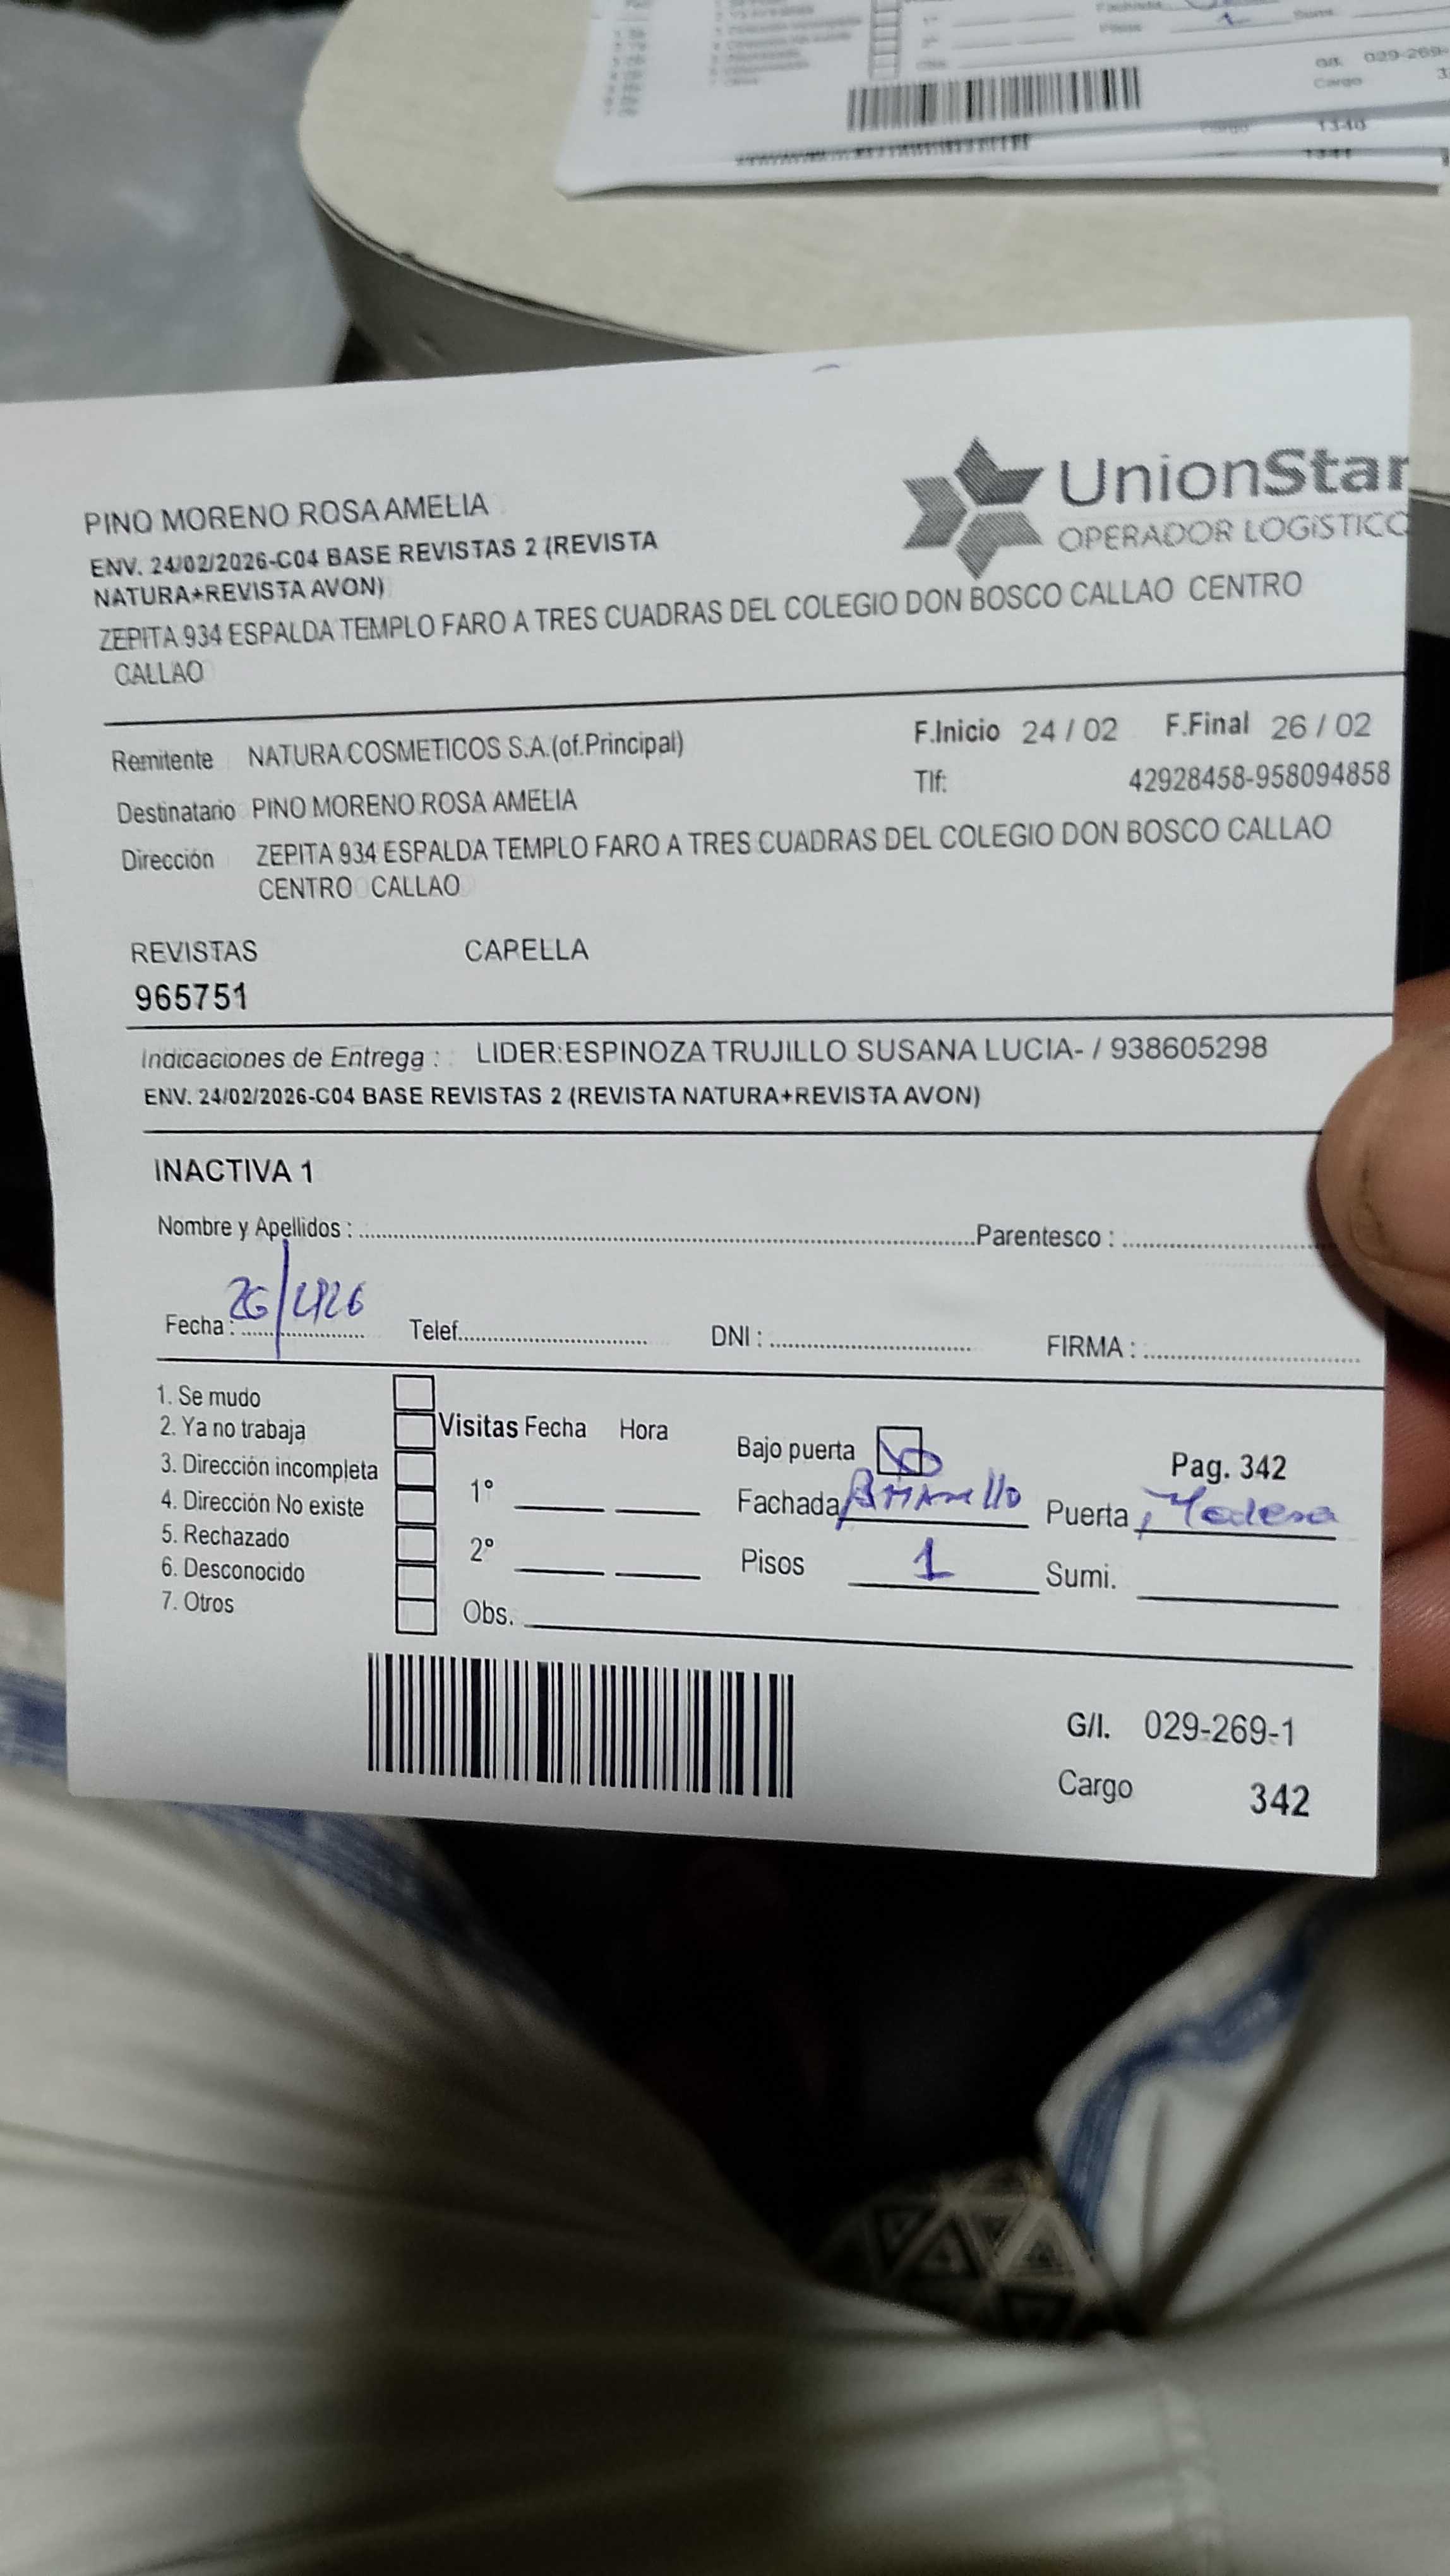 029-269-
Cargo
1340
1341
UnionStar
OPERADOR LOGISTICO
PINO MORENO ROSA AMELIA
ENV. 24/02/2026-C04 BASE REVISTAS 2 (REVISTA
NATURA+REVISTA AVON)
ZEPITA 934 ESPALDA TEMPLO FARO A TRES CUADRAS DEL COLEGIO DON BOSCO CALLAO CENTRO
CALLAO
Remitente NATURA COSMETICOS S.A.(of.Principal) F.Inicio 24 / 02 F.Final 26 / 02
Tlf: 42928458-958094858
Destinatario PINO MORENO ROSA AMELIA
Dirección ZEPITA 934 ESPALDA TEMPLO FARO A TRES CUADRAS DEL COLEGIO DON BOSCO CALLAO
CENTRO CALLAO
REVISTAS CAPELLA
965751
Indicaciones de Entrega : LIDER:ESPINOZA TRUJILLO SUSANA LUCIA- / 938605298
ENV. 24/02/2026-C04 BASE REVISTAS 2 (REVISTA NATURA+REVISTA AVON)
INACTIVA 1
Nombre y Apellidos : Parentesco :
Fecha : Telef. DNI : FIRMA :
1. Se mudo
2. Ya no trabaja
3. Dirección incompleta
4. Dirección No existe
5. Rechazado
6. Desconocido
7. Otros
Visitas Fecha Hora
1°
2°
Obs.
Bajo puerta Pag. 342
Fachada Amarillo Puerta Madera
Pisos 1 Sumi.
G/I. 029-269-1
Cargo 342